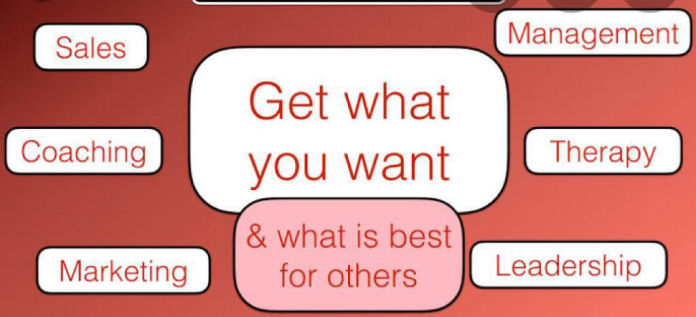 Sales
Management
Get what
you want
Coaching
Therapy
& what is best
for others
Marketing
Leadership